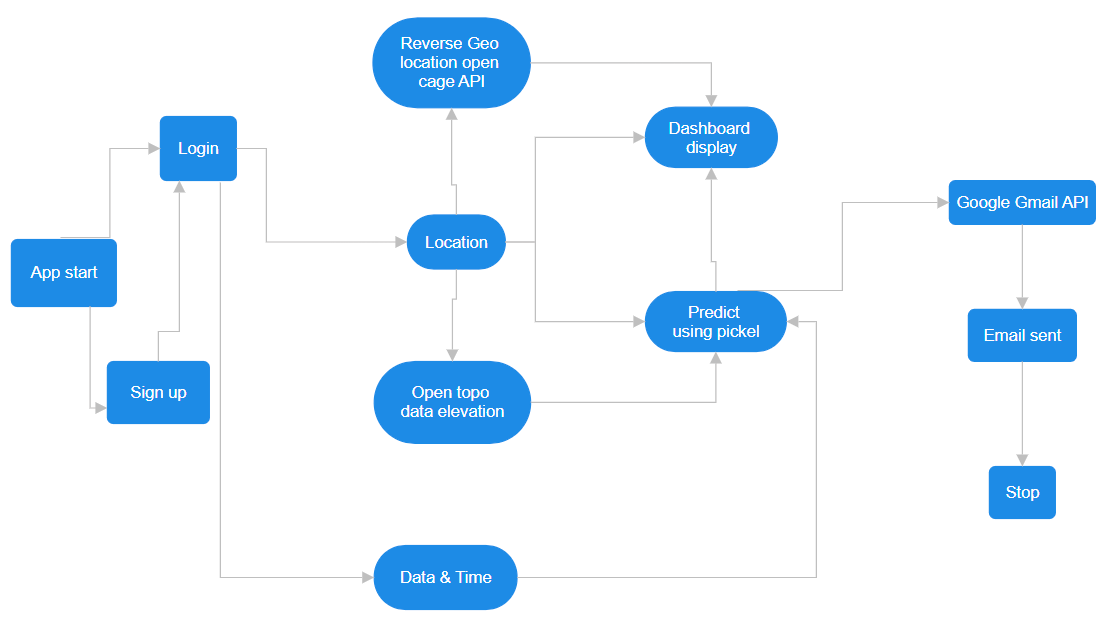 App start
Sign up
Login
Reverse Geo
location open
cage API
Location
Open topo
data elevation
Data & Time
Dashboard
display
Predict
using pickel
Google Gmail API
Email sent
Stop